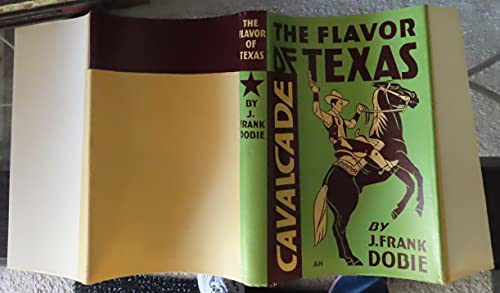 THE
FLAVOR
OF
TEXAS
BY
J.
FRANK
DOBIE
THE FLAVOR
OF TEXAS
CAVALCADE
BY
J. FRANK
DOBIE
AH